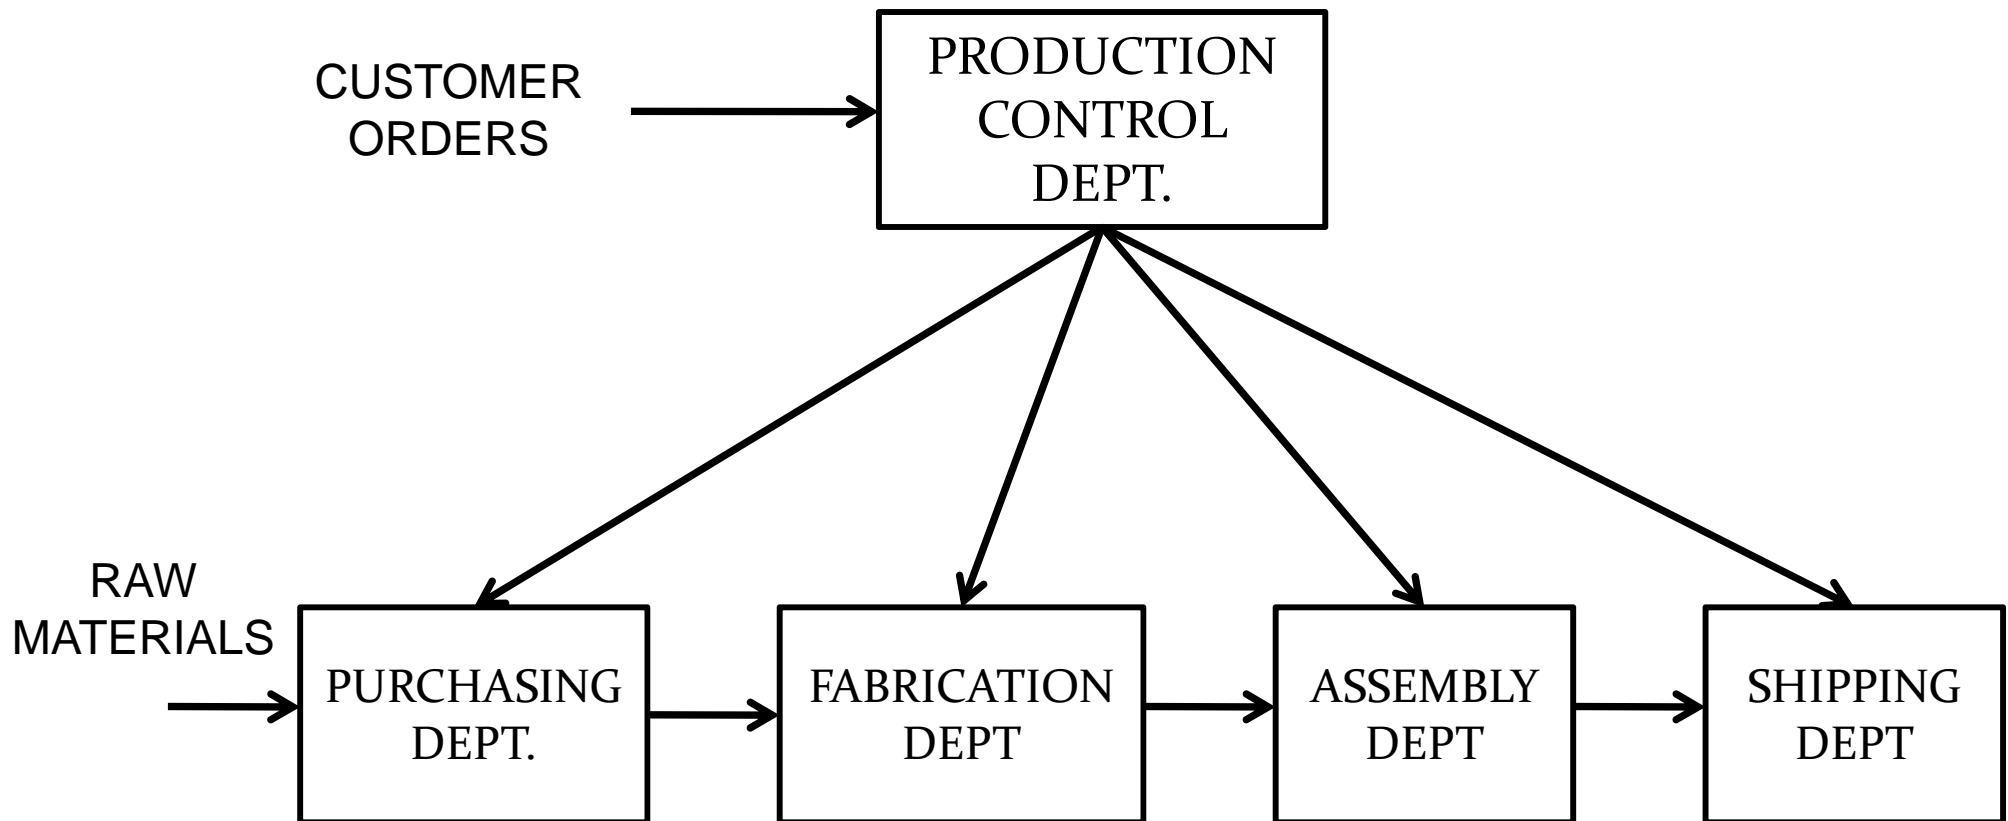 CUSTOMER
ORDERS
PRODUCTION
CONTROL
DEPT.
RAW
MATERIALS
PURCHASING
DEPT.
FABRICATION
DEPT
ASSEMBLY
DEPT
SHIPPING
DEPT